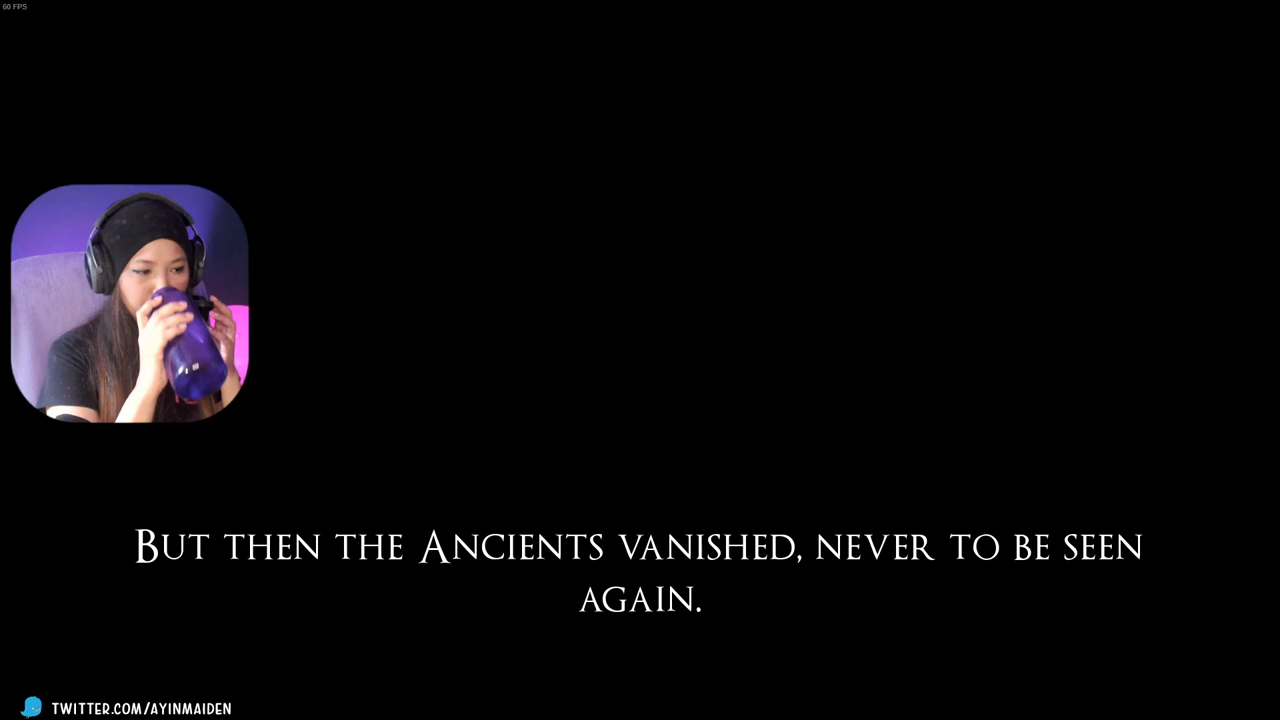 60 FPS
But then the Ancients vanished, never to be seen
again.
TWITTER.COM/AYINMAIDEN